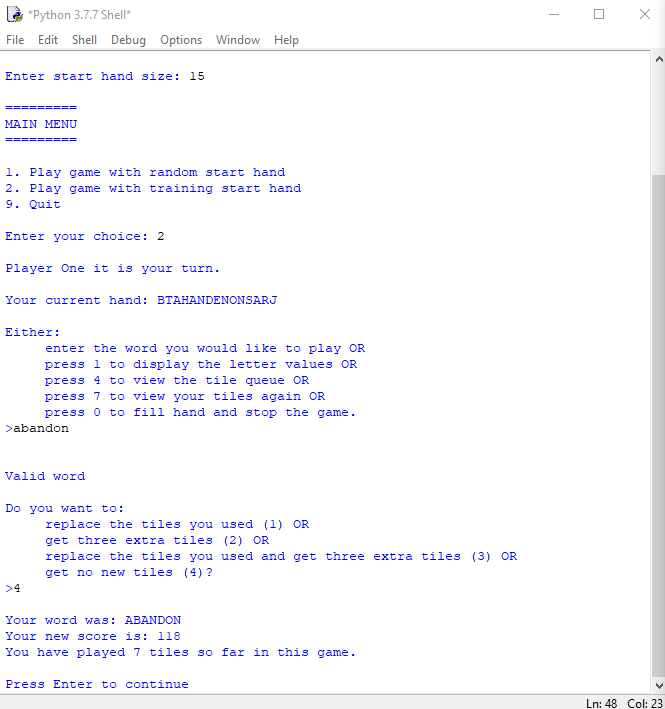 *Python 3.7.7 Shell*
File Edit Shell Debug Options Window Help
Enter start hand size: 15
=========
MAIN MENU
=========
1. Play game with random start hand
2. Play game with training start hand
9. Quit
Enter your choice: 2
Player One it is your turn.
Your current hand: BTAHANDENONSARJ
Either:
enter the word you would like to play OR
press 1 to display the letter values OR
press 4 to view the tile queue OR
press 7 to view your tiles again OR
press 0 to fill hand and stop the game.
>abandon
Valid word
Do you want to:
replace the tiles you used (1) OR
get three extra tiles (2) OR
replace the tiles you used and get three extra tiles (3) OR
get no new tiles (4)?
>4
Your word was: ABANDON
Your new score is: 118
You have played 7 tiles so far in this game.
Press Enter to continue
Ln: 48 Col: 23